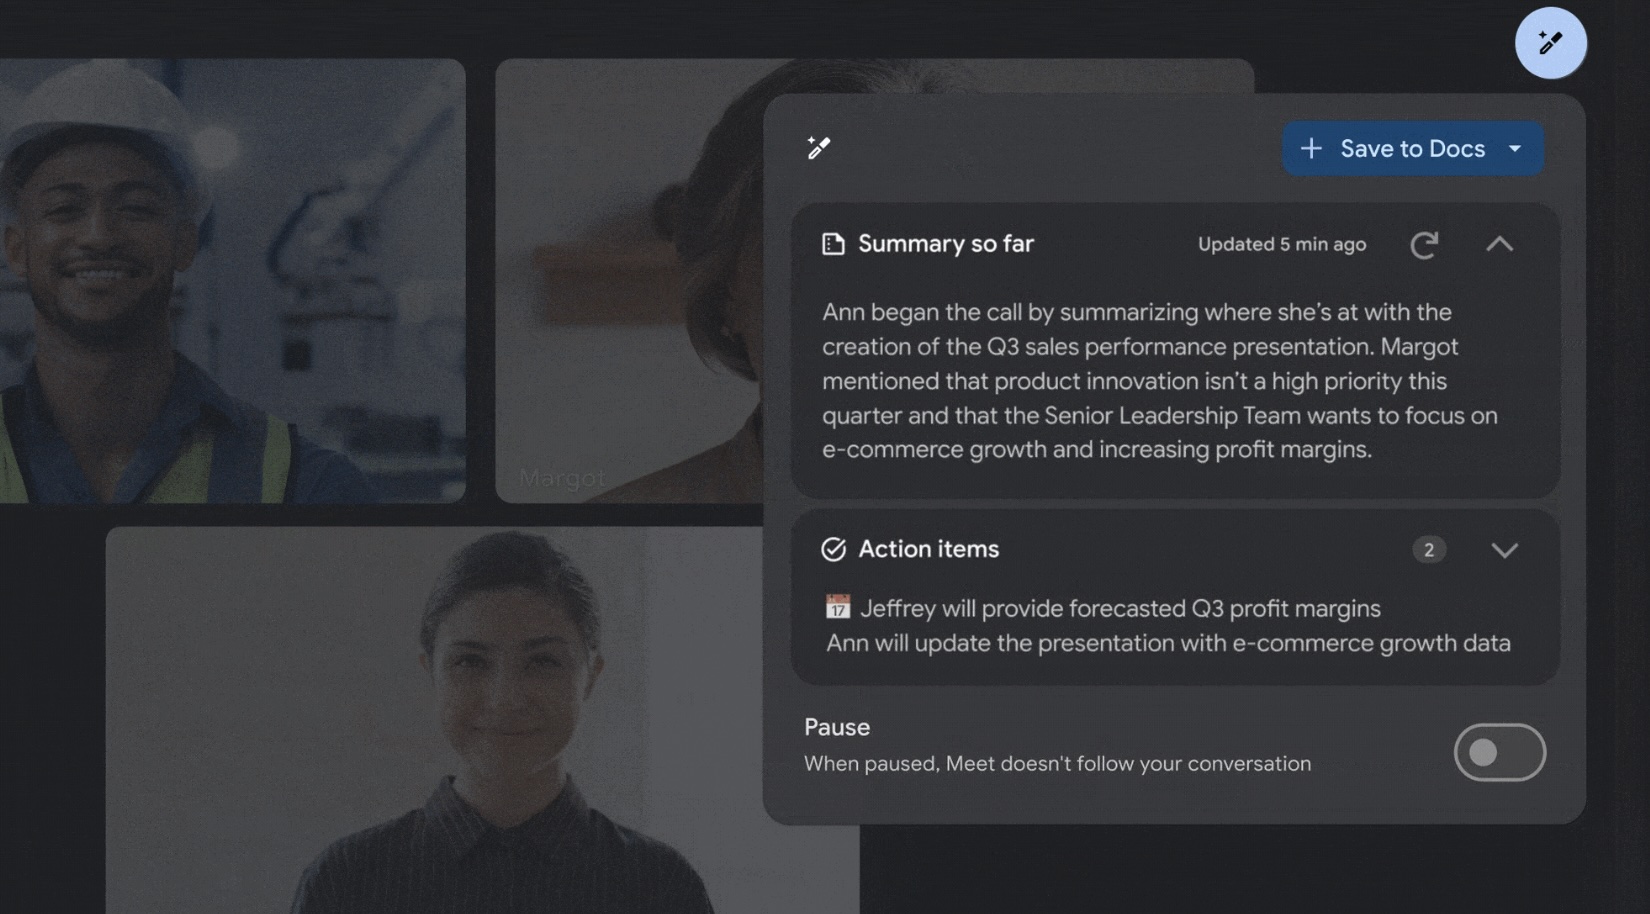 Save to Docs
Summary so far
Updated 5 min ago
Ann began the call by summarizing where she’s at with the
creation of the Q3 sales performance presentation. Margot
mentioned that product innovation isn’t a high priority this
quarter and that the Senior Leadership Team wants to focus on
e-commerce growth and increasing profit margins.
Margot
Action items
2
17 Jeffrey will provide forecasted Q3 profit margins
Ann will update the presentation with e-commerce growth data
Pause
When paused, Meet doesn't follow your conversation